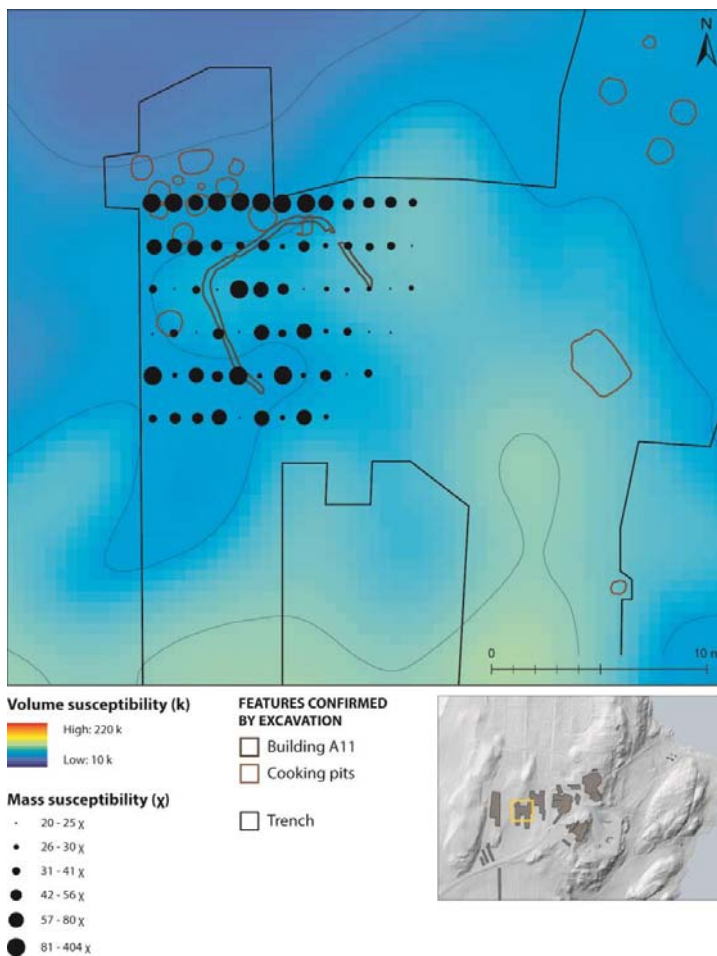 N
0
10 m
Volume susceptibility (k)
High: 220 k
Low: 10 k
Mass susceptibility (χ)
20 - 25 χ
26 - 30 χ
31 - 41 χ
42 - 56 χ
57 - 80 χ
81 - 404 χ
FEATURES CONFIRMED
BY EXCAVATION
Building A11
Cooking pits
Trench